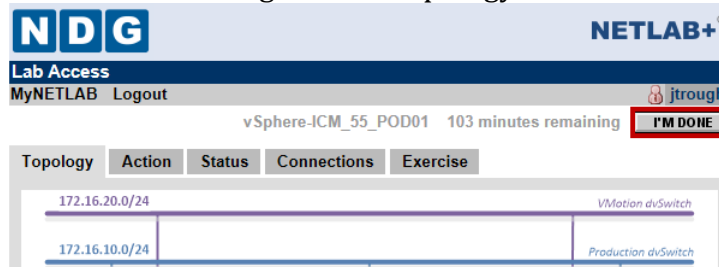 NDG NETLAB+
Lab Access
MyNETLAB Logout
vSphere-ICM_55_POD01 103 minutes remaining I'M DONE
Topology Action Status Connections Exercise
172.16.20.0/24 VMotion dvSwitch
172.16.10.0/24 Production dvSwitch